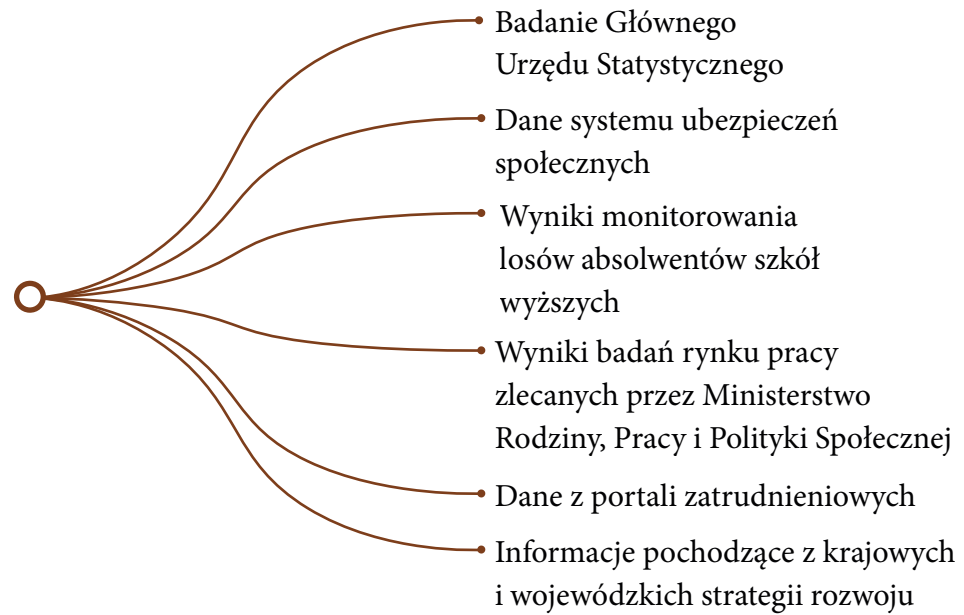 Badanie Głównego
Urzędu Statystycznego
Dane systemu ubezpieczeń
społecznych
Wyniki monitorowania
losów absolwentów szkół
wyższych
Wyniki badań rynku pracy
zlecanych przez Ministerstwo
Rodziny, Pracy i Polityki Społecznej
Dane z portali zatrudnieniowych
Informacje pochodzące z krajowych
i wojewódzkich strategii rozwoju